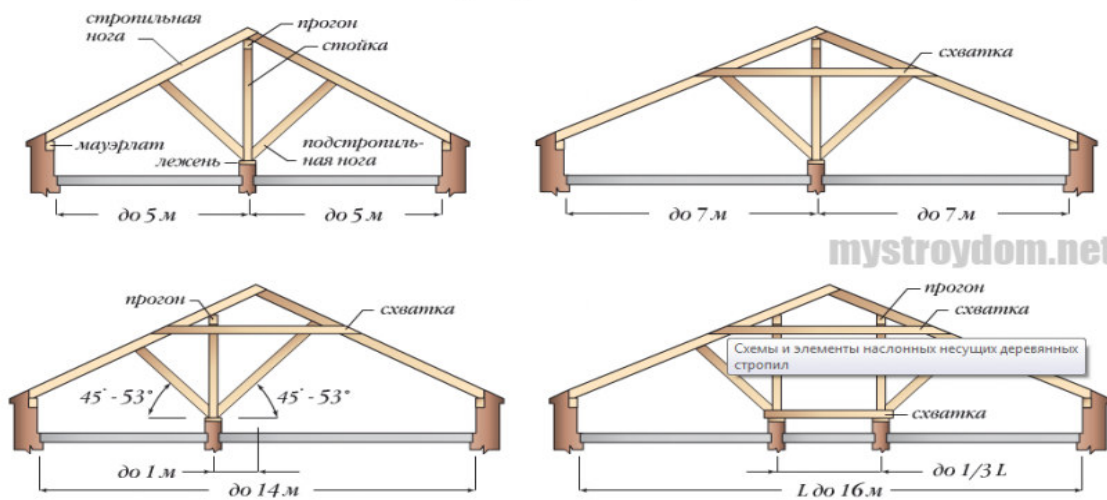 стропильная
нога
прогон
стойка
мауэрлат
лежень
подстропиль-
ная нога
до 5 м
до 5 м
схватка
до 7 м
до 7 м
mystroydom.net
прогон
схватка
45° - 53°
45° - 53°
до 1 м
до 14 м
прогон
схватка
Схемы и элементы наслонных несущих деревянных
стропил
схватка
до 1/3 L
L до 16 м